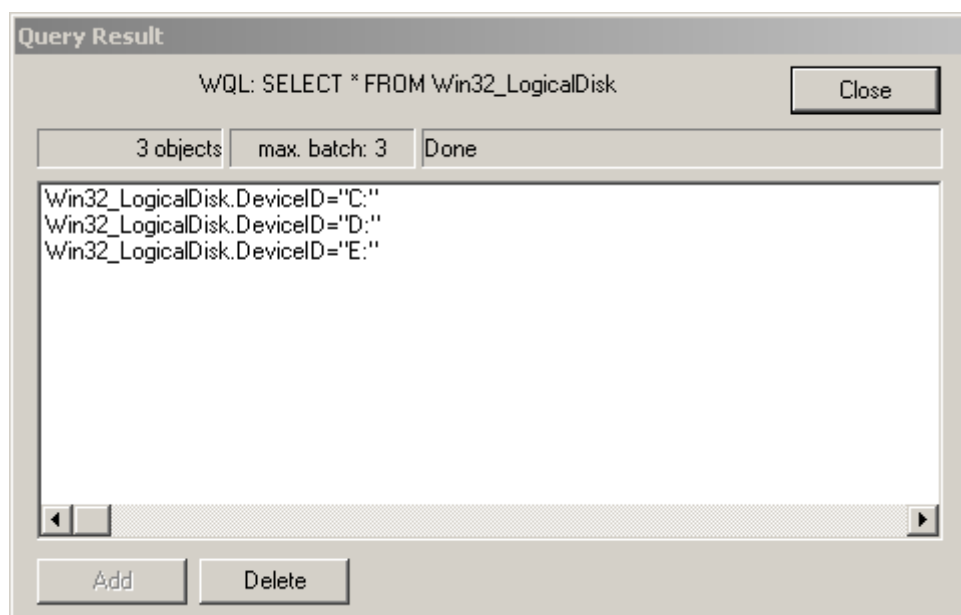 Query Result
WQL: SELECT * FROM Win32_LogicalDisk
Close
3 objects
max. batch: 3
Done
Win32_LogicalDisk.DeviceID="C:"
Win32_LogicalDisk.DeviceID="D:"
Win32_LogicalDisk.DeviceID="E:"
Add
Delete